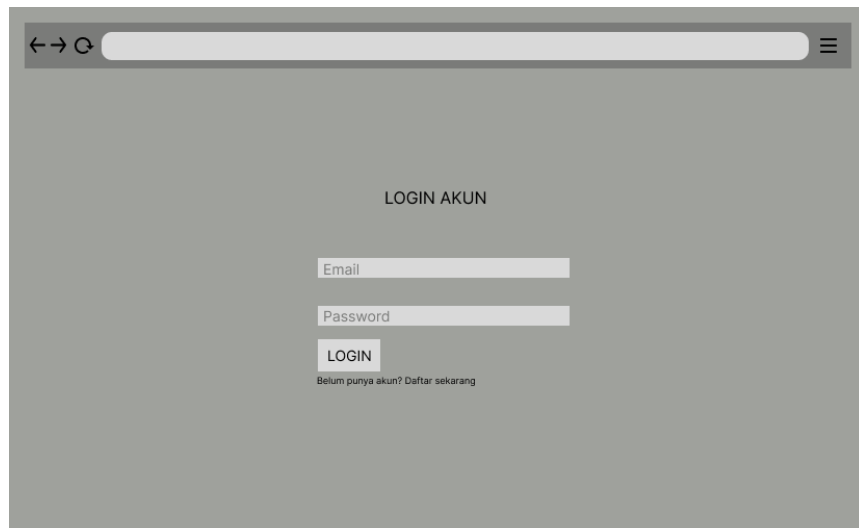 LOGIN AKUN
Email
Password
LOGIN
Belum punya akun? Daftar sekarang